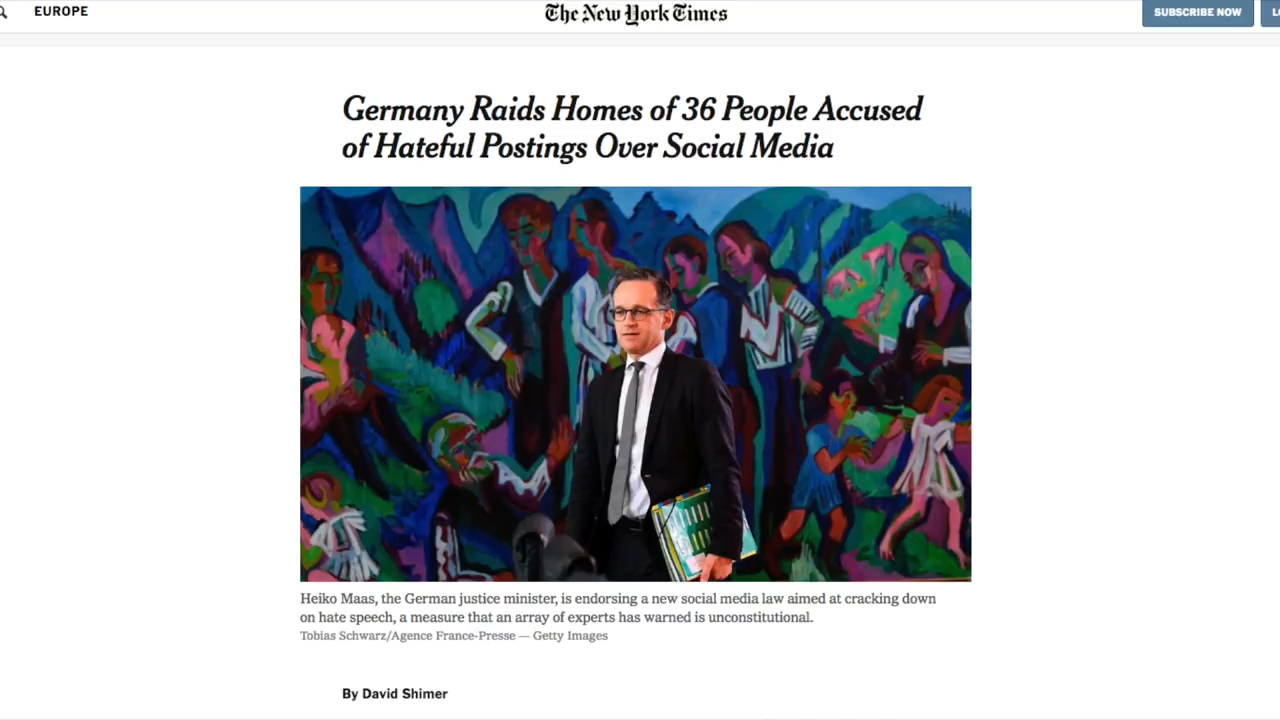 EUROPE
The New York Times
SUBSCRIBE NOW
Germany Raids Homes of 36 People Accused
of Hateful Postings Over Social Media
Heiko Maas, the German justice minister, is endorsing a new social media law aimed at cracking down
on hate speech, a measure that an array of experts has warned is unconstitutional.
Tobias Schwarz/Agence France-Presse — Getty Images
By David Shimer